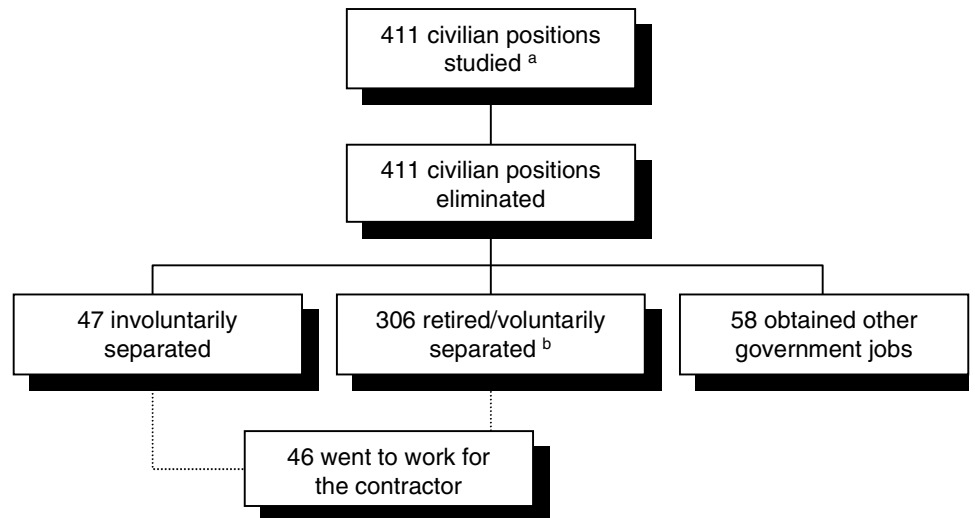 411 civilian positions
studied a
411 civilian positions
eliminated
47 involuntarily
separated
306 retired/voluntarily
separated b
58 obtained other
government jobs
46 went to work for
the contractor